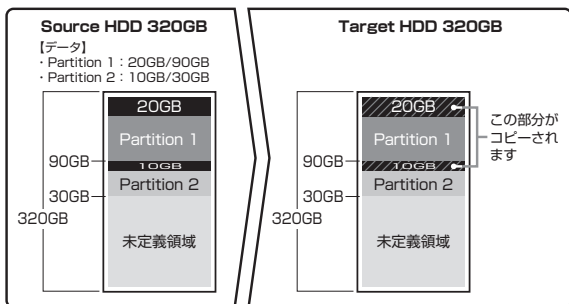 Source HDD 320GB
【データ】
・Partition 1：20GB/90GB
・Partition 2：10GB/30GB
20GB
Partition 1
90GB
10GB
Partition 2
30GB
320GB
未定義領域
Target HDD 320GB
20GB
Partition 1
90GB
10GB
Partition 2
30GB
320GB
未定義領域
この部分が
コピーされ
ます